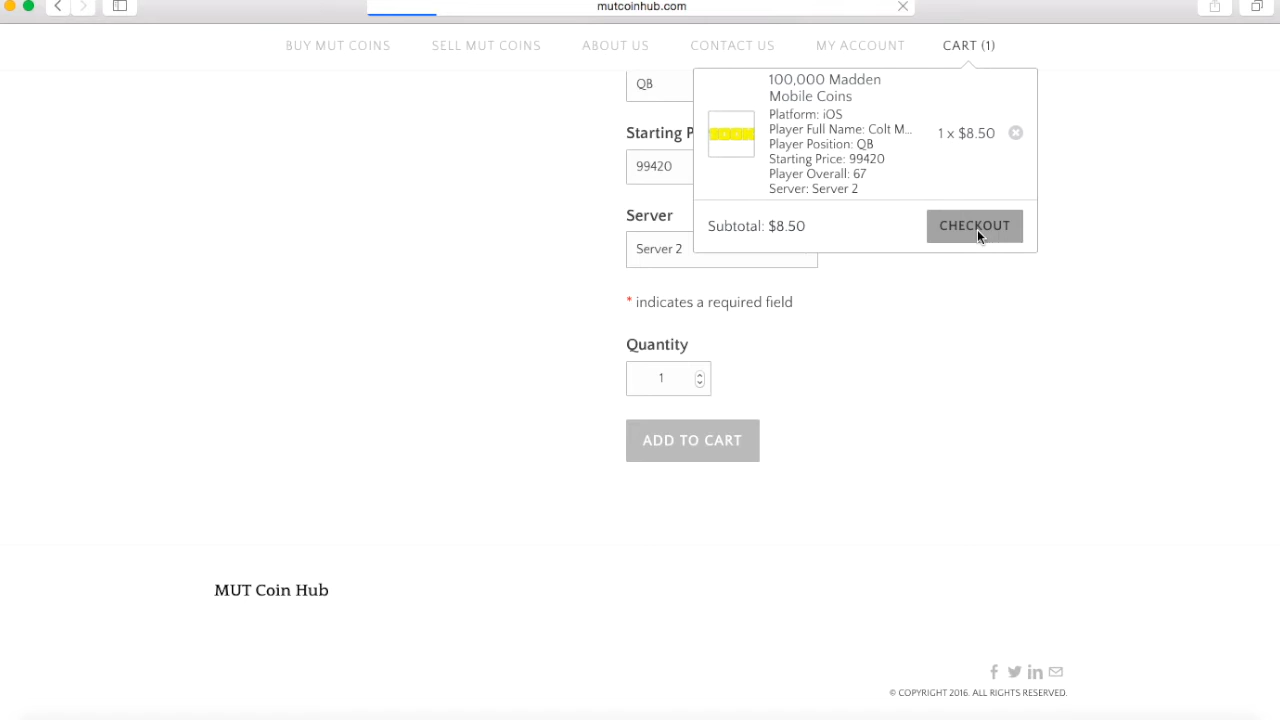 mutcoinhub.com
BUY MUT COINS SELL MUT COINS ABOUT US CONTACT US MY ACCOUNT CART (1)
QB
100,000 Madden
Mobile Coins
Platform: iOS
Player Full Name: Colt M...
Player Position: QB
Starting Price: 99420
Player Overall: 67
Server: Server 2
1 x $8.50
Subtotal: $8.50
CHECKOUT
Starting P
99420
Server
Server 2
* indicates a required field
Quantity
1
ADD TO CART
MUT Coin Hub
© COPYRIGHT 2016. ALL RIGHTS RESERVED.